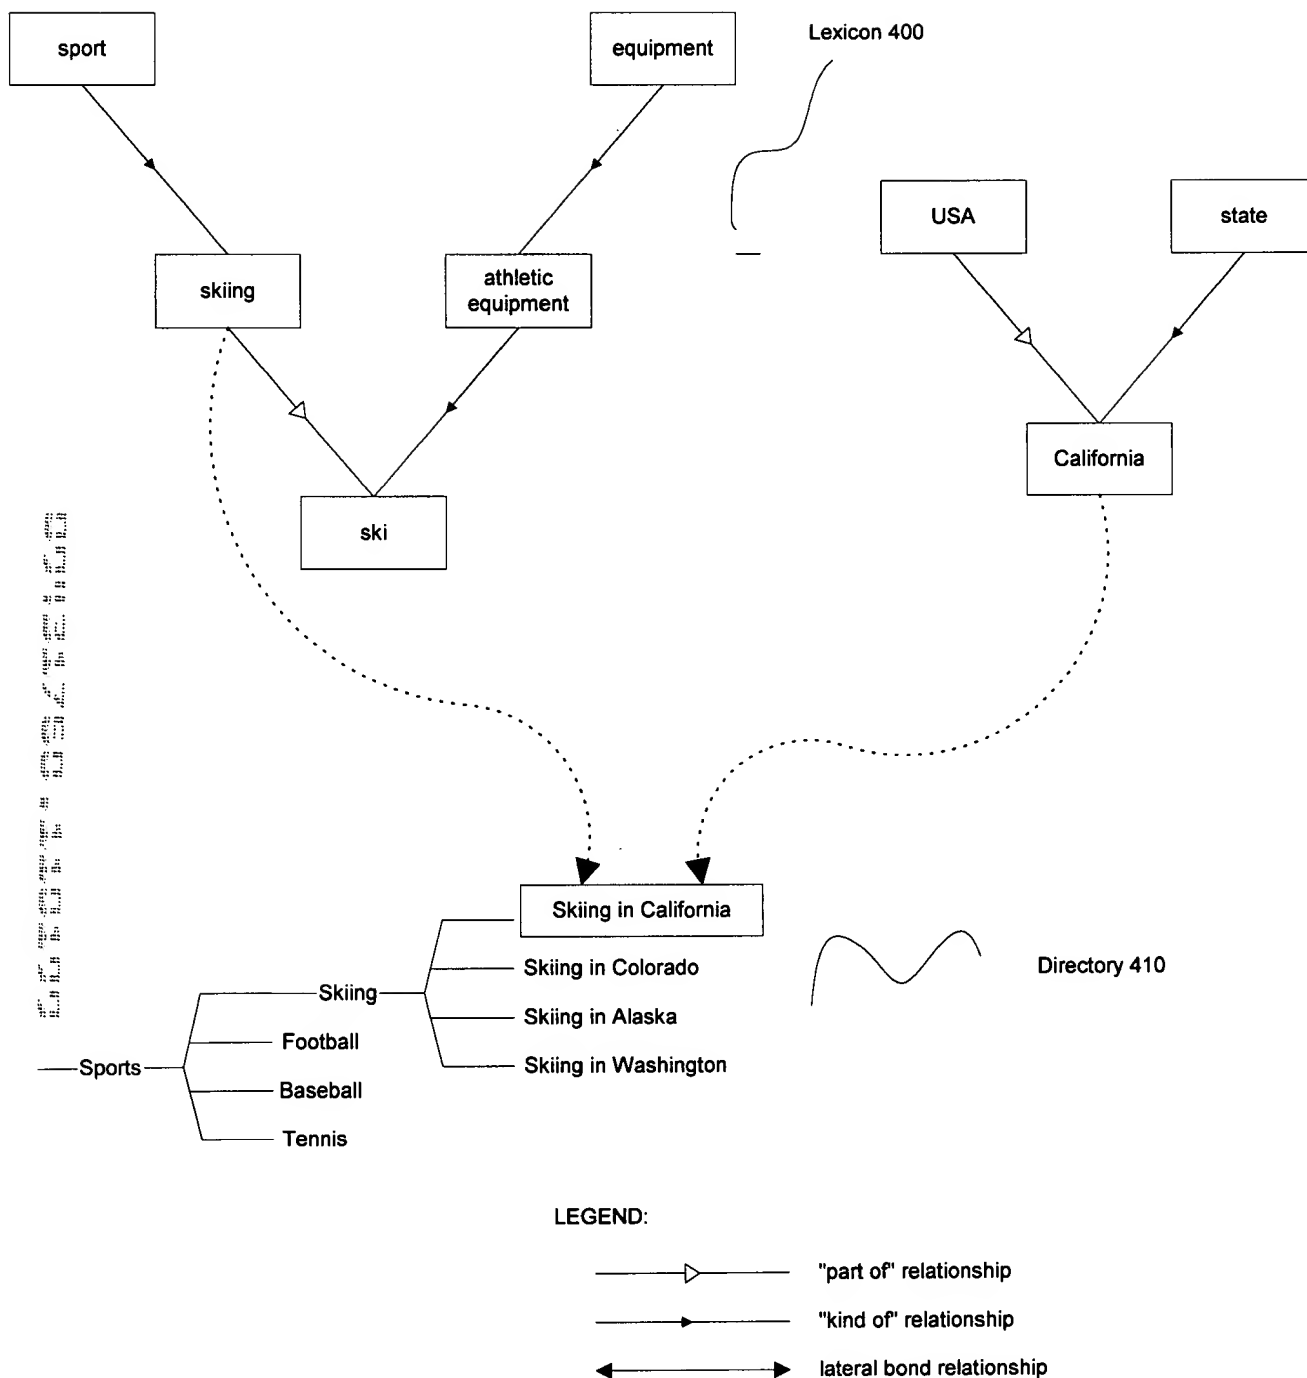 sport
equipment
Lexicon 400
USA
state
skiing
athletic
equipment
California
ski
Skiing in California
Skiing in Colorado
Directory 410
Skiing
Skiing in Alaska
Football
Skiing in Washington
Sports
Baseball
Tennis
LEGEND:
"part of" relationship
"kind of" relationship
lateral bond relationship